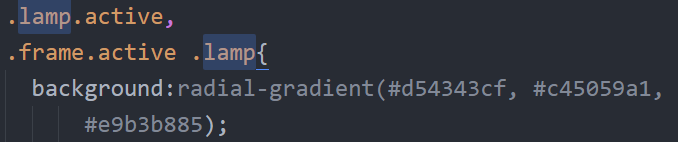 .lamp.active,
.frame.active .lamp{
background:radial-gradient(#d54343cf, #c45059a1,
#e9b3b885);